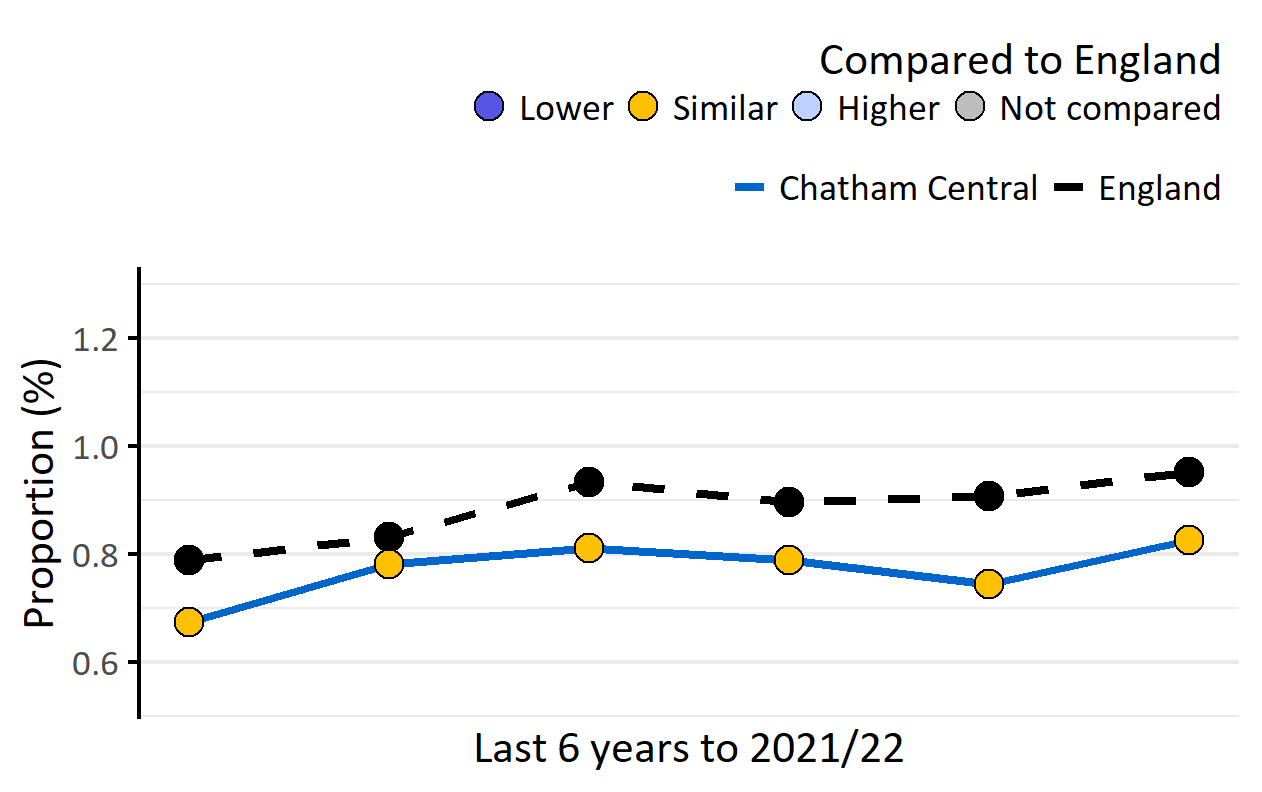 Compared to England
Lower Similar Higher Not compared
Chatham Central England
Proportion (%)
1.2
1.0
0.8
0.6
Last 6 years to 2021/22